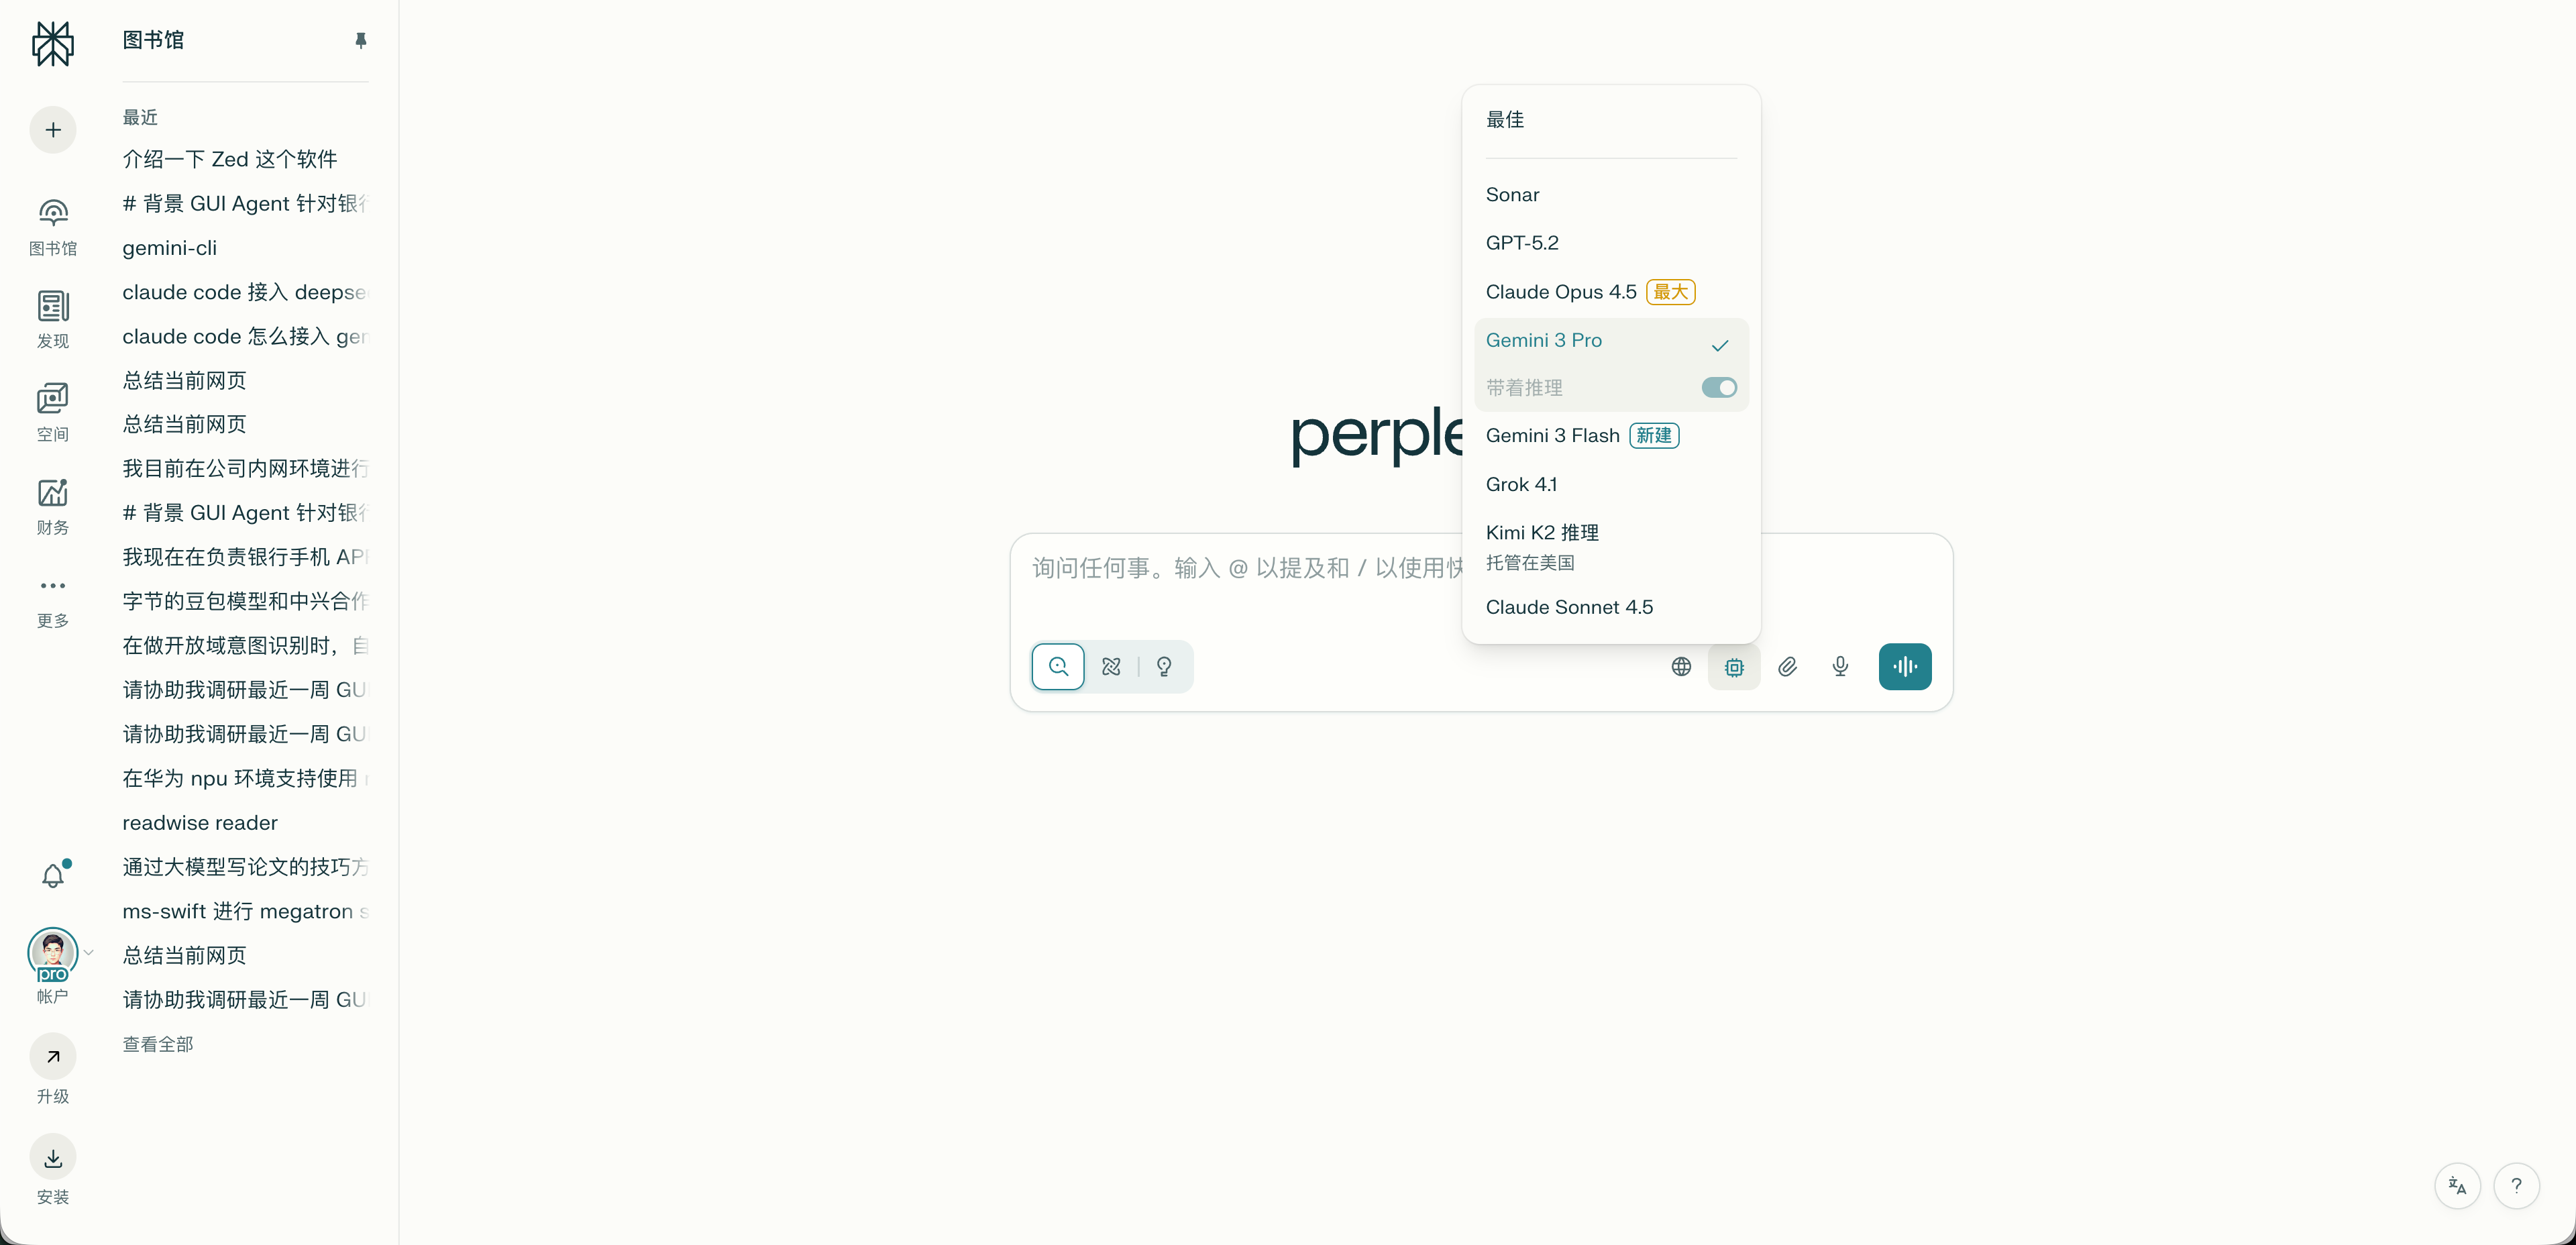 图书馆
最近
介绍一下 Zed 这个软件
# 背景 GUI Agent 针对银行
gemini-cli
claude code 接入 deepse
claude code 怎么接入 ge
总结当前网页
总结当前网页
我目前在公司内网环境进行
# 背景 GUI Agent 针对银行
我现在在负责银行手机 AP
字节的豆包模型和中兴合作
在做开放域意图识别时，自
请协助我调研最近一周 GU
请协助我调研最近一周 GU
在华为 npu 环境支持使用
readwise reader
通过大模型写论文的技巧方
ms-swift 进行 megatron s
总结当前网页
请协助我调研最近一周 GU
查看全部
图书馆
发现
空间
财务
更多
pro
帐户
升级
安装
perple
询问任何事。输入 @ 以提及和 / 以使用快
最佳
Sonar
GPT-5.2
Claude Opus 4.5 最大
Gemini 3 Pro
带着推理
Gemini 3 Flash 新建
Grok 4.1
Kimi K2 推理
托管在美国
Claude Sonnet 4.5